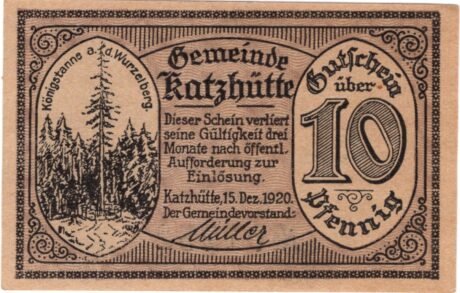 Königstanne a.d. Wurzelberg.
Gemeinde
Katzhütte
Dieser Schein verliert
seine Gültigkeit drei
Monate nach öffentl.
Aufforderung zur
Einlösung.
Katzhütte, 15. Dez. 1920.
Der Gemeindevorstand:
Müller
Gutschein
über
10
Pfennig